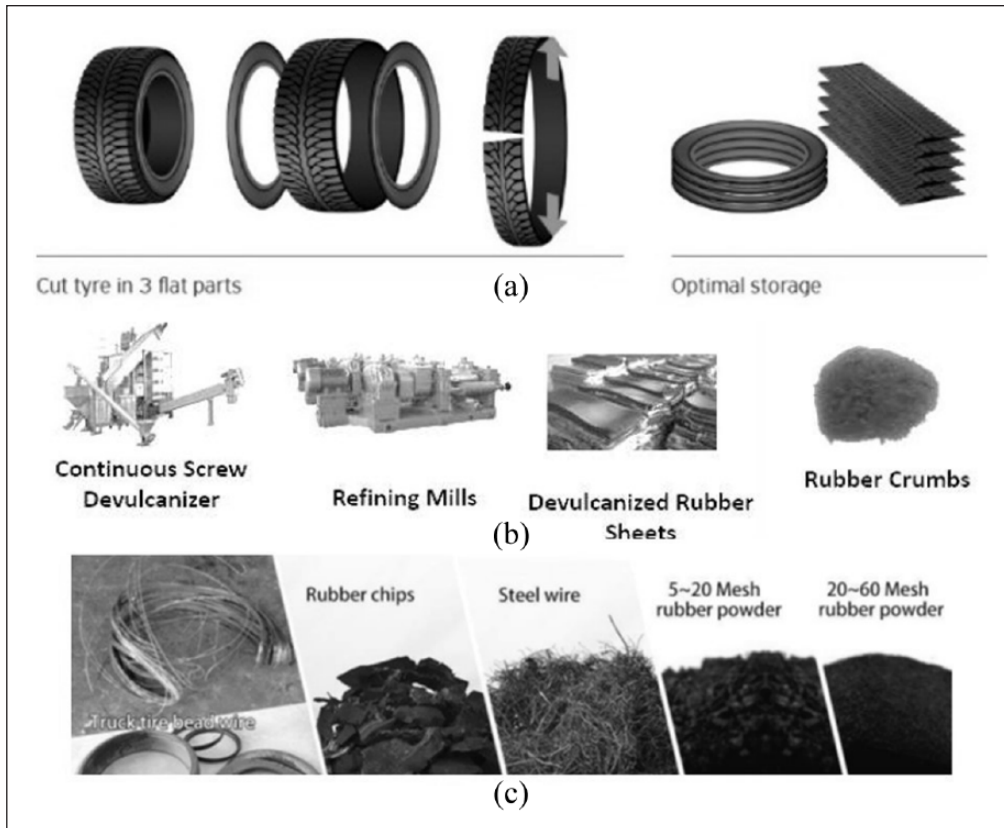 Cut tyre in 3 flat parts
(a)
Optimal storage
Continuous Screw
Devulcanizer
Refining Mills
Devulcanized Rubber
Sheets
Rubber Crumbs
(b)
Truck tire bead wire
Rubber chips
Steel wire
5~20 Mesh
rubber powder
20~60 Mesh
rubber powder
(c)